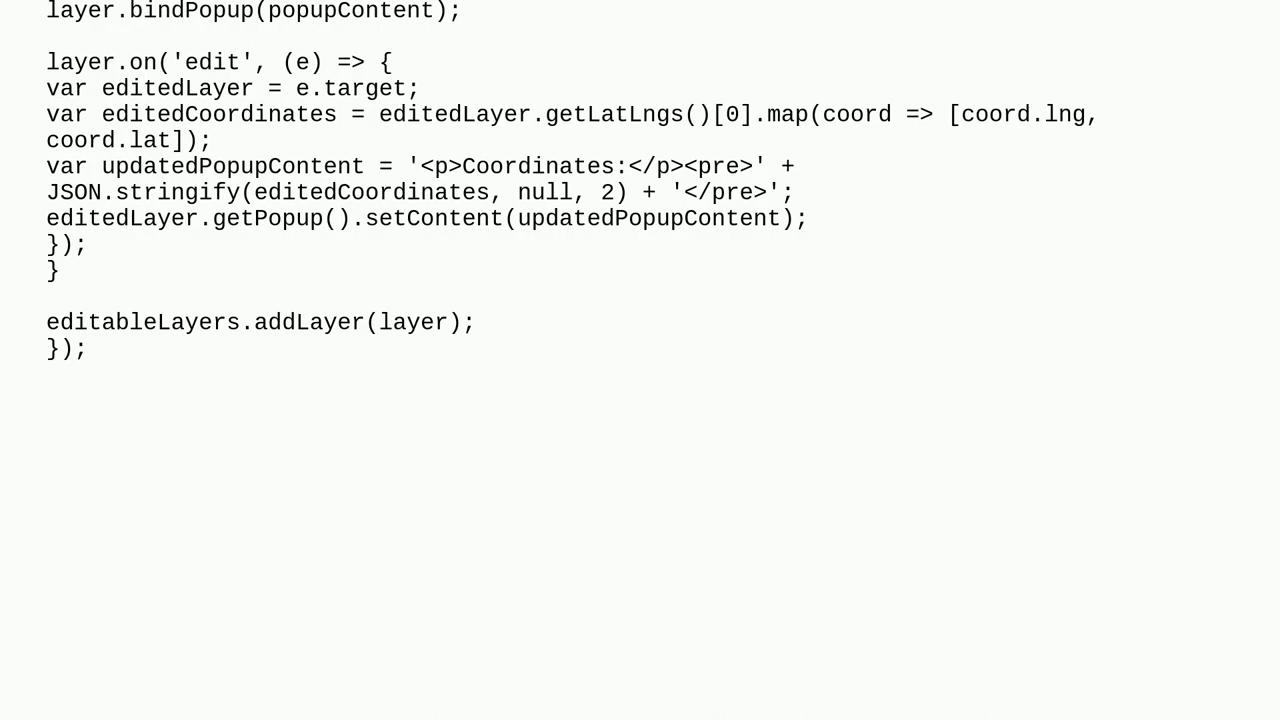 layer.bindPopup(popupContent);
layer.on('edit', (e) => {
var editedLayer = e.target;
var editedCoordinates = editedLayer.getLatLngs()[0].map(coord => [coord.lng,
coord.lat]);
var updatedPopupContent = '<p>Coordinates:</p><pre>' +
JSON.stringify(editedCoordinates, null, 2) + '</pre>';
editedLayer.getPopup().setContent(updatedPopupContent);
});
}
editableLayers.addLayer(layer);
});